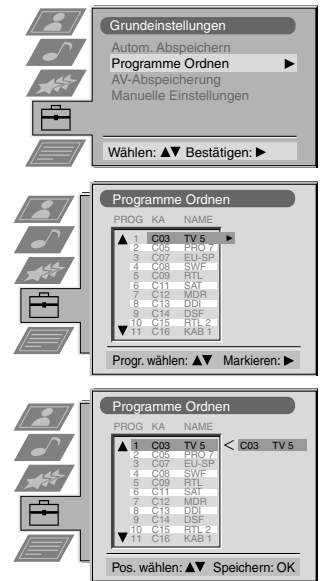 Grundeinstellungen
Autom. Abspeichern
Programme Ordnen ▶
AV-Abspeicherung
Manuelle Einstellungen
Wählen: ▲▼ Bestätigen: ▶
Programme Ordnen
PROG KA NAME
▲ 1 C03 TV 5 ▶
2 C05 PRO 7
3 C07 EU-SP
4 C08 SWF
5 C09 RTL
6 C11 SAT
7 C12 MDR
8 C13 DDI
9 C14 DSF
10 C15 RTL 2
▼ 11 C16 KAB 1
Progr. wählen: ▲▼ Markieren: ▶
Programme Ordnen
PROG KA NAME
▲ 1 C03 TV 5 < C03 TV 5
2 C05 PRO 7
3 C07 EU-SP
4 C08 SWF
5 C09 RTL
6 C11 SAT
7 C12 MDR
8 C13 DDI
9 C14 DSF
10 C15 RTL 2
▼ 11 C16 KAB 1
Pos. wählen: ▲▼ Speichern: OK